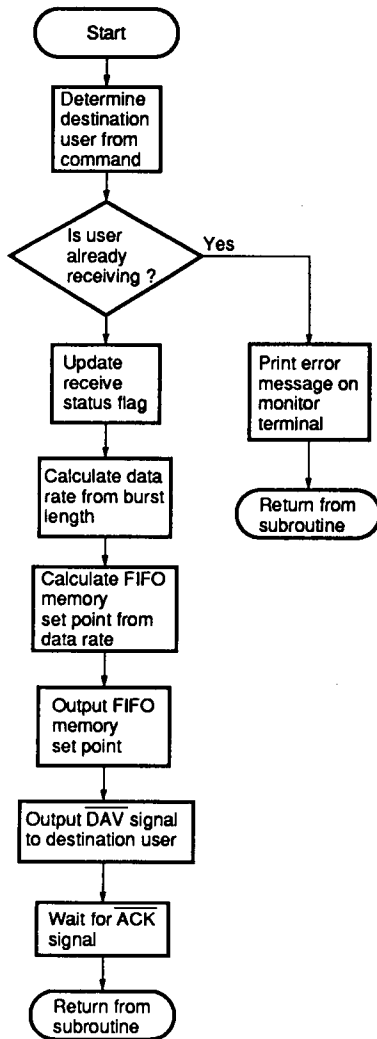 Start
Determine
destination
user from
command
Is user
already
receiving ?
Yes
Update
receive
status flag
Print error
message on
monitor
terminal
Calculate data
rate from burst
length
Return from
subroutine
Calculate FIFO
memory
set point from
data rate
Output FIFO
memory
set point
Output D̅A̅V̅ signal
to destination user
Wait for A̅C̅K̅
signal
Return from
subroutine